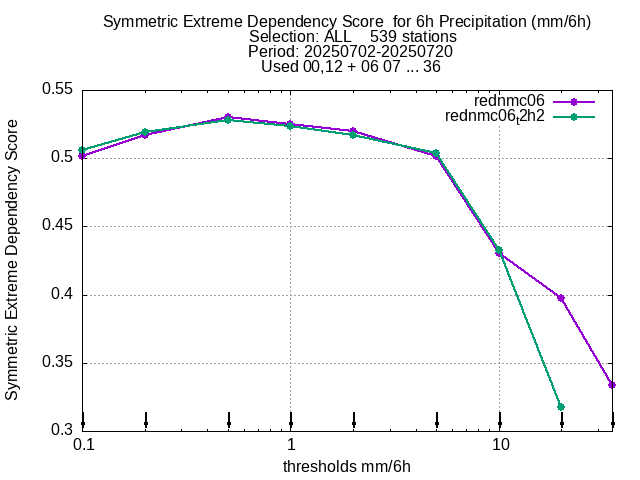 Symmetric Extreme Dependency Score  for 6h Precipitation (mm/6h)
Selection: ALL    539 stations
Period: 20250702-20250720
Used 00,12 + 06 07 ... 36
rednmc06
rednmc06,2h2
Symmetric Extreme Dependency Score
0.55
0.5
0.45
0.4
0.35
0.3
0.1
1
10
thresholds mm/6h